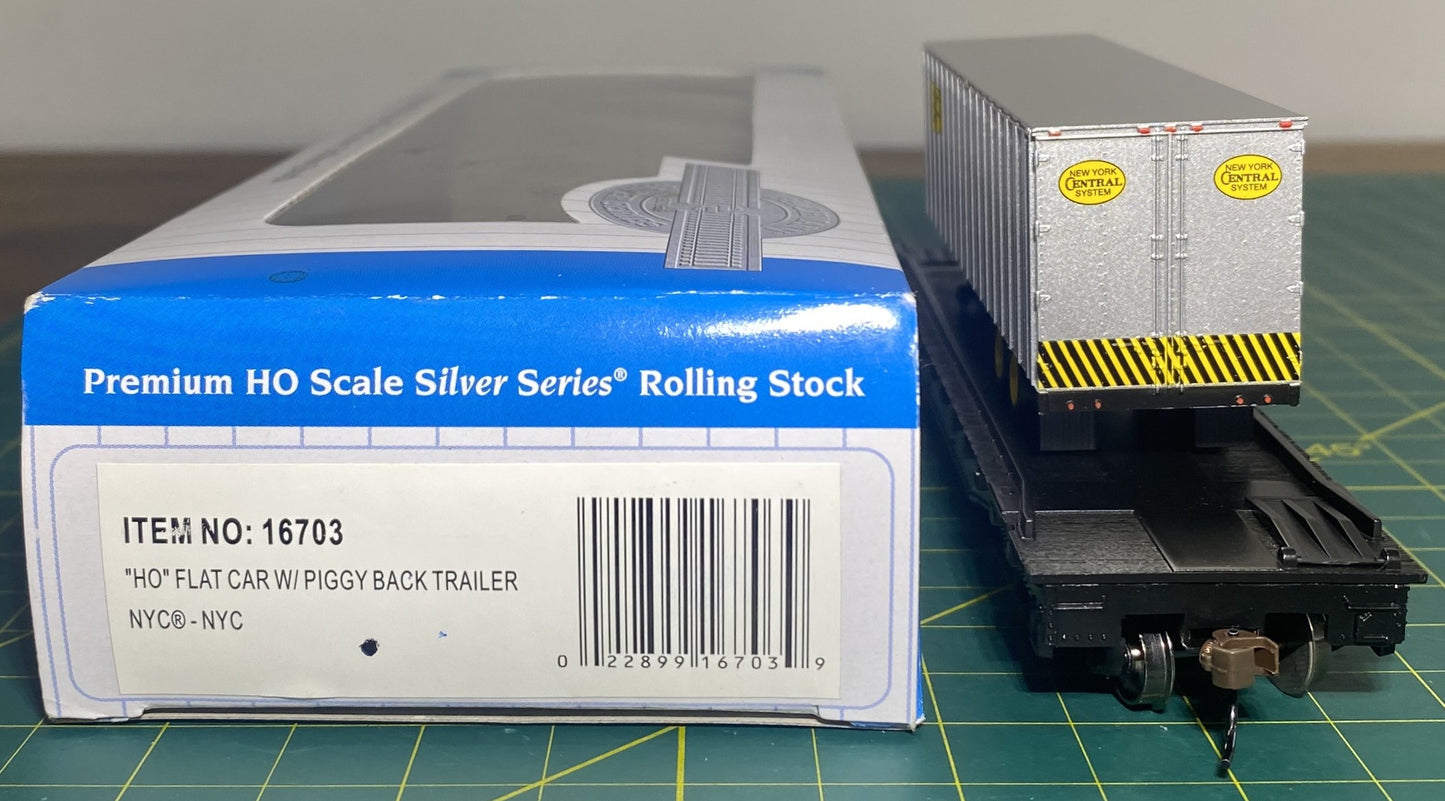 Premium HO Scale Silver Series® Rolling Stock
ITEM NO: 16703
"HO" FLAT CAR W/ PIGGY BACK TRAILER
NYC® - NYC
0 22899 16703 9
NEW YORK
CENTRAL
SYSTEM
NEW YORK
CENTRAL
SYSTEM
45°